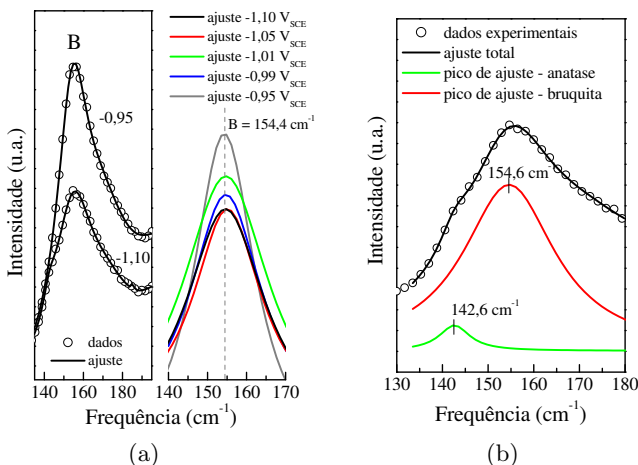 (a)
B
-0,95
-1,10
dados
ajuste
Intensidade (u.a.)
140 160 180
ajuste -1,10 V_SCE
ajuste -1,05 V_SCE
ajuste -1,01 V_SCE
ajuste -0,99 V_SCE
ajuste -0,95 V_SCE
B = 154,4 cm⁻¹
140 150 160 170
Frequência (cm⁻¹)
(a)
b)
dados experimentais
ajuste total
pico de ajuste - anatase
pico de ajuste - bruquita
154,6 cm⁻¹
142,6 cm⁻¹
Intensidade (u.a.)
130 140 150 160 170 180
Frequência (cm⁻¹)
(b)